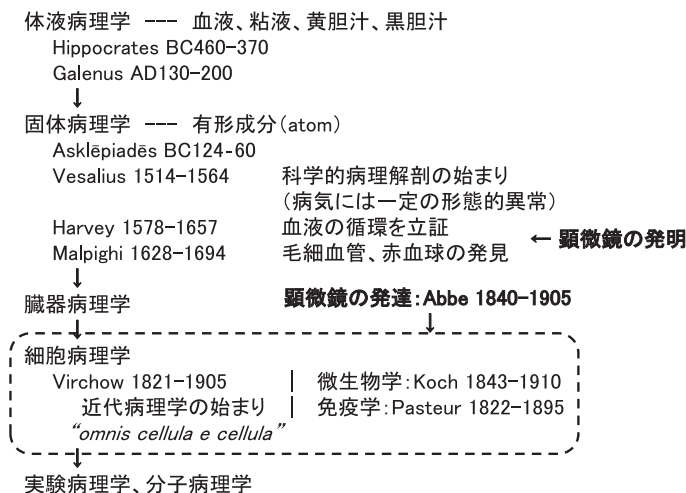 体液病理学 --- 血液、粘液、黄胆汁、黒胆汁
Hippocrates BC460-370
Galenus AD130-200
↓
固体病理学 --- 有形成分(atom)
Asklēpiadēs BC124-60
Vesalius 1514-1564 科学的病理解剖の始まり
(病気には一定の形態的異常)
Harvey 1578-1657 血液の循環を立証
← 顕微鏡の発明
Malpighi 1628-1694 毛細血管、赤血球の発見
↓
臓器病理学 顕微鏡の発達:Abbe 1840-1905
↓ ↓
細胞病理学
Virchow 1821-1905 | 微生物学:Koch 1843-1910
近代病理学の始まり | 免疫学:Pasteur 1822-1895
“omnis cellula e cellula”
↓
実験病理学、分子病理学